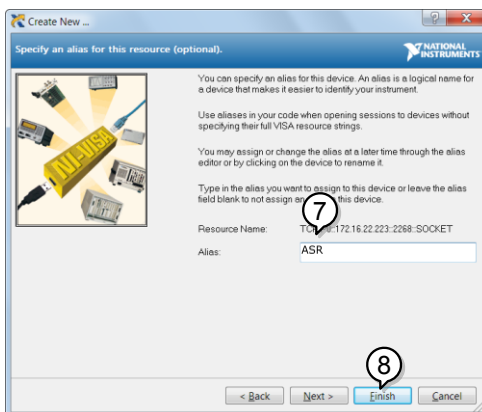 Create New ...
Specify an alias for this resource (optional).
NATIONAL
INSTRUMENTS
You can specify an alias for this device. An alias is a logical name for
a device that makes it easier to identify your instrument.
Use aliases in your code when opening sessions to devices without
specifying their full VISA resource strings.
You may assign or change the alias at a later time through the alias
editor or by clicking on the device to rename it.
Type in the alias you want to assign to this device or leave the alias
field blank to not assign an this device.
7
Resource Name: 172.16.22.223::2268::SOCKET
Alias: ASR
NI-VISA
8
< Back Next > Finish Cancel